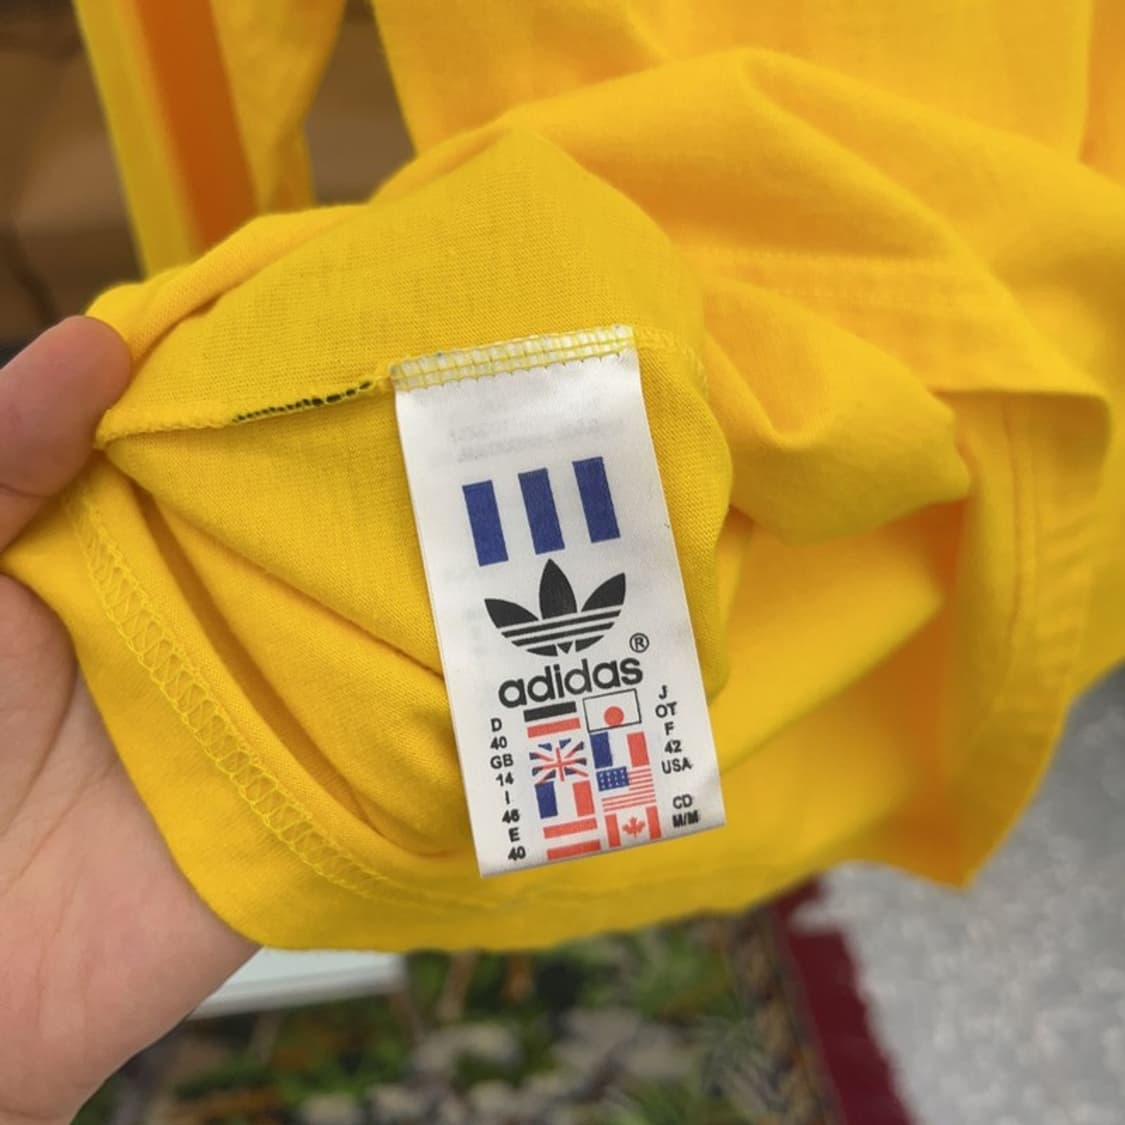 adidas®
D
40
GB
14
I
46
E
40
J
OT
F
42
USA
CD
M/M